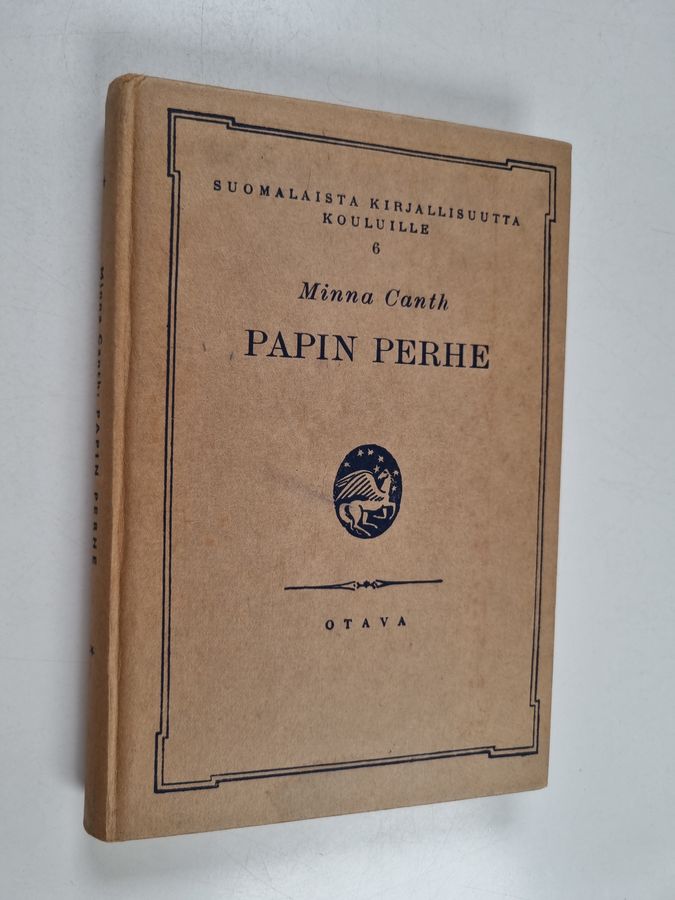 SUOMALAISTA KIRJALLISUUTTA
KOULUILLE
6
Minna Canth
PAPIN PERHE
OTAVA
Minna Canth: PAPIN PERHE